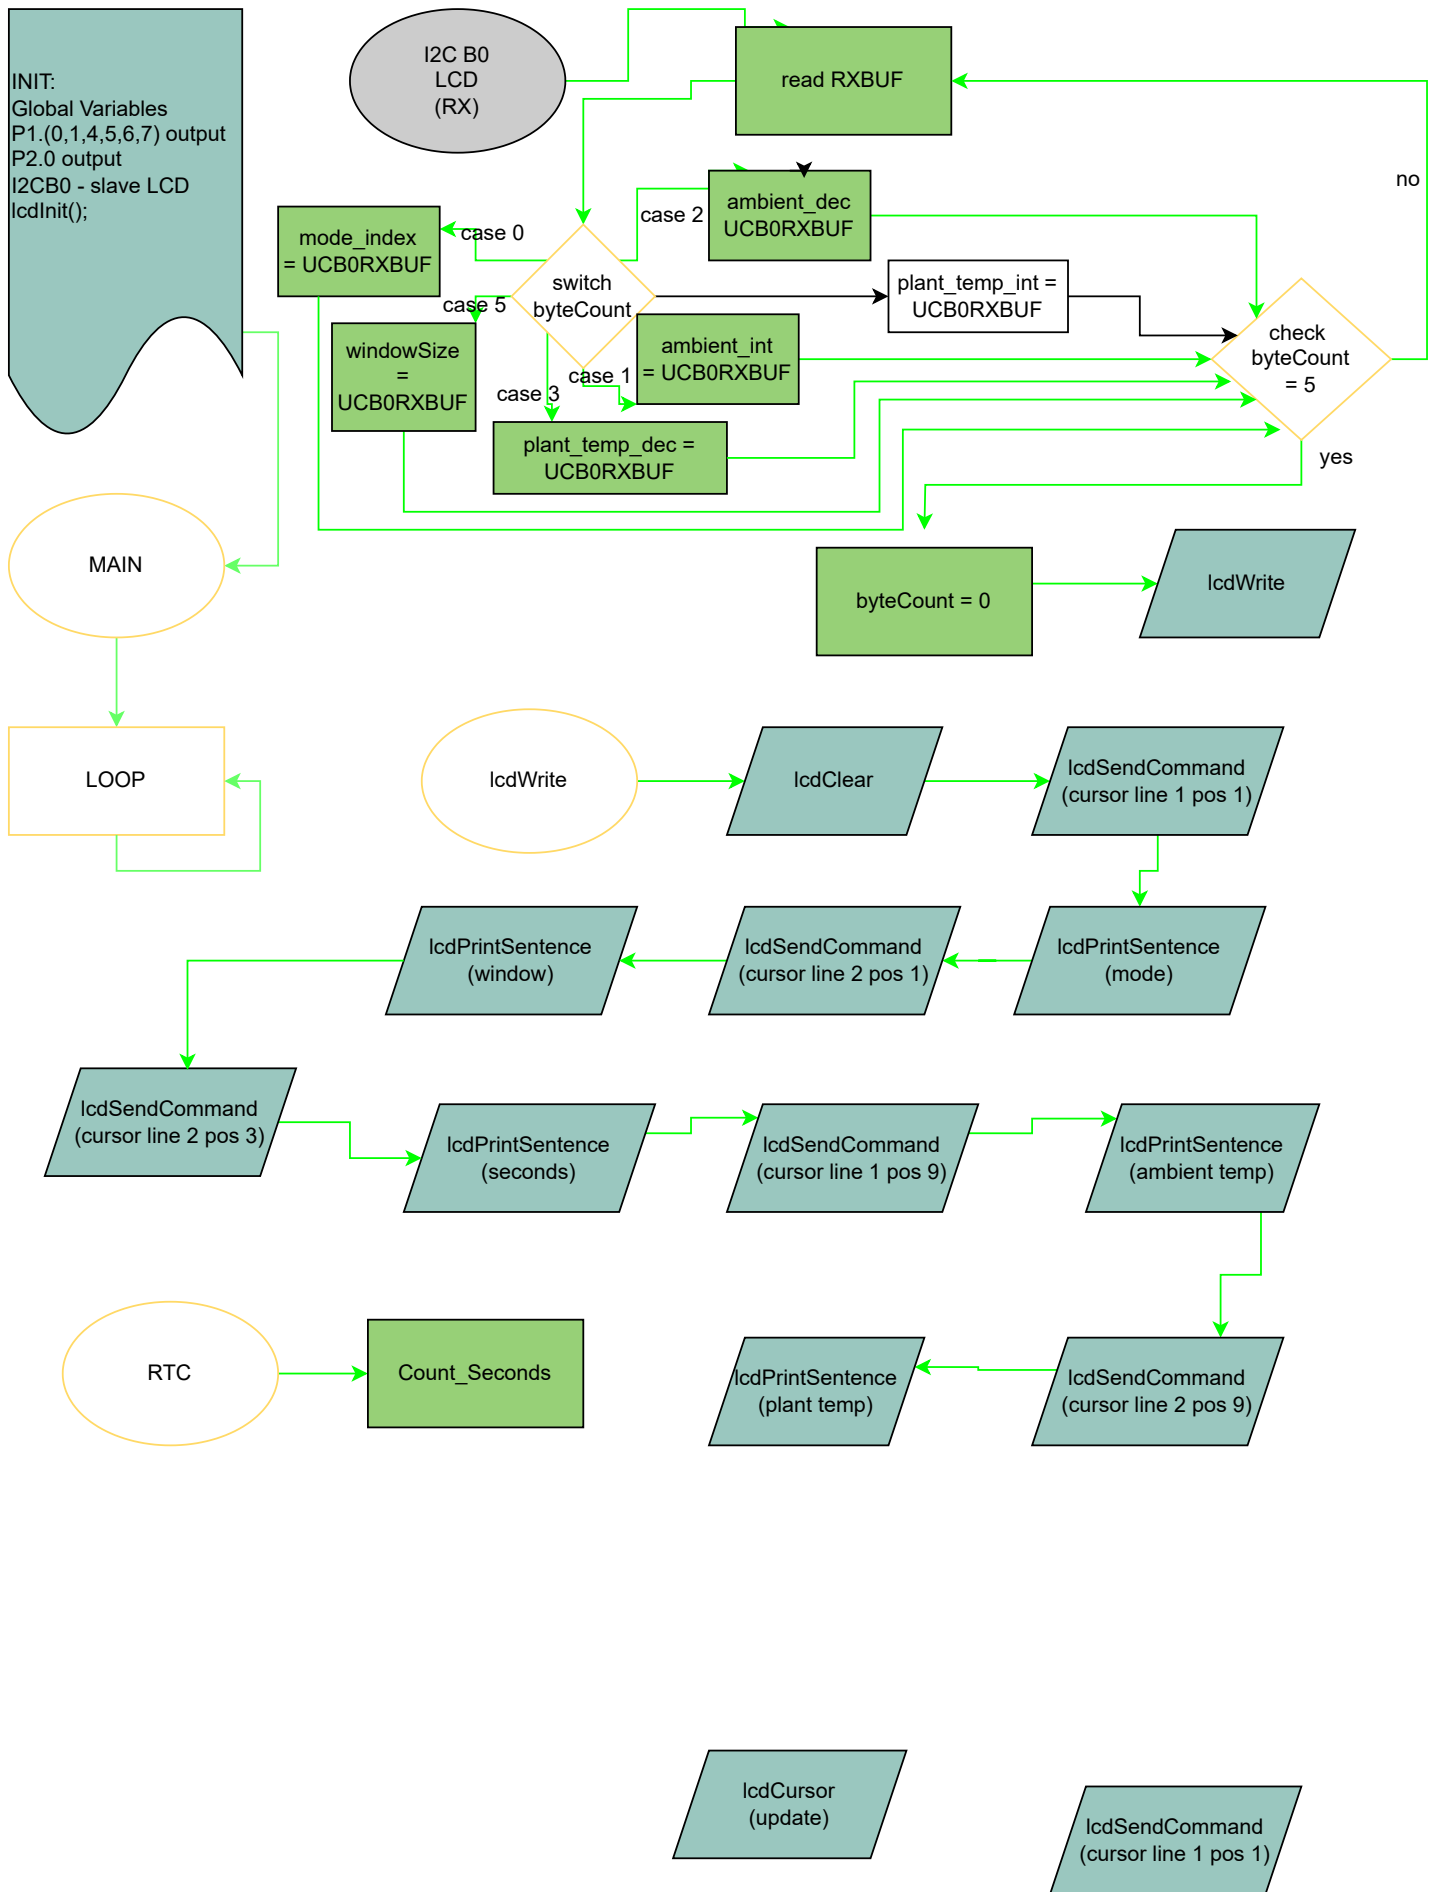 INIT:
Global Variables
P1.(0,1,4,5,6,7) output
P2.0 output
I2CB0 - slave LCD
lcdInit();
I2C B0
LCD
(RX)
read RXBUF
no
case 2
ambient_dec
UCB0RXBUF
case 0
mode_index
= UCB0RXBUF
switch
byteCount
plant_temp_int =
UCB0RXBUF
case 5
windowSize
=
UCB0RXBUF
ambient_int
= UCB0RXBUF
case 1
case 3
check
byteCount
= 5
plant_temp_dec =
UCB0RXBUF
yes
MAIN
byteCount = 0
lcdWrite
LOOP
lcdWrite
lcdClear
lcdSendCommand
(cursor line 1 pos 1)
lcdPrintSentence
(window)
lcdSendCommand
(cursor line 2 pos 1)
lcdPrintSentence
(mode)
lcdSendCommand
(cursor line 2 pos 3)
lcdPrintSentence
(seconds)
lcdSendCommand
(cursor line 1 pos 9)
lcdPrintSentence
(ambient temp)
RTC
Count_Seconds
lcdPrintSentence
(plant temp)
lcdSendCommand
(cursor line 2 pos 9)
lcdCursor
(update)
lcdSendCommand
(cursor line 1 pos 1)